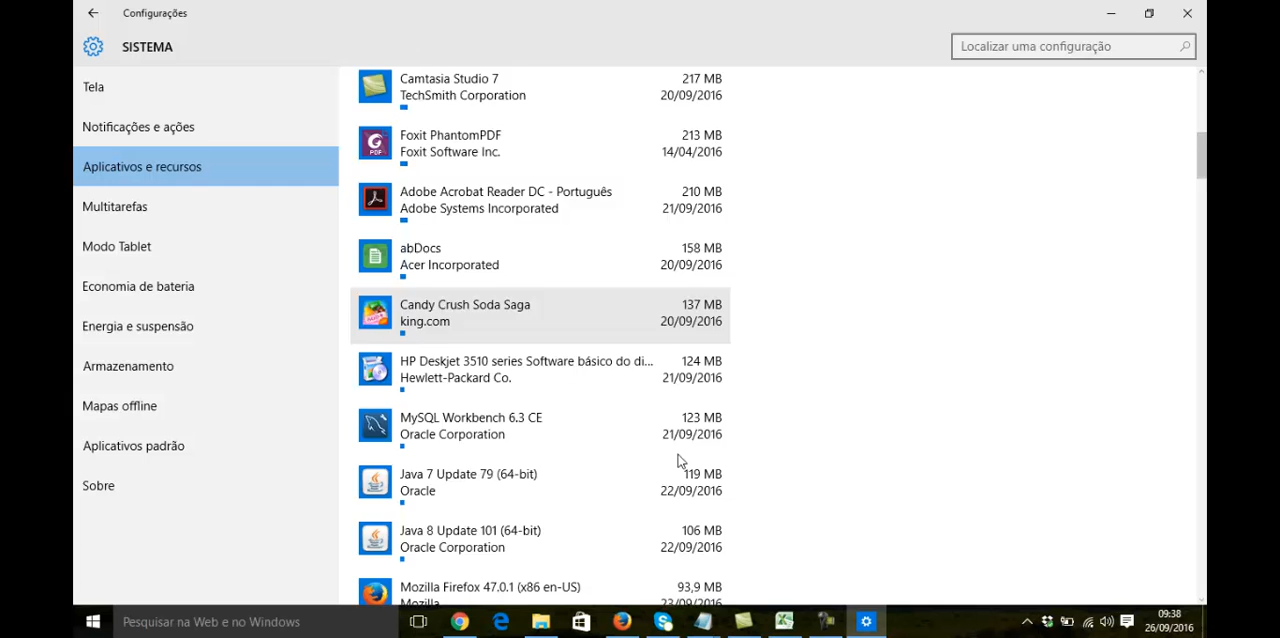 Configurações
SISTEMA
Localizar uma configuração
Tela
Notificações e ações
Aplicativos e recursos
Multitarefas
Modo Tablet
Economia de bateria
Energia e suspensão
Armazenamento
Mapas offline
Aplicativos padrão
Sobre
Camtasia Studio 7 217 MB
TechSmith Corporation 20/09/2016
Foxit PhantomPDF 213 MB
Foxit Software Inc. 14/04/2016
Adobe Acrobat Reader DC - Português 210 MB
Adobe Systems Incorporated 21/09/2016
abDocs 158 MB
Acer Incorporated 20/09/2016
Candy Crush Soda Saga 137 MB
king.com 20/09/2016
HP Deskjet 3510 series Software básico do di... 124 MB
Hewlett-Packard Co. 21/09/2016
MySQL Workbench 6.3 CE 123 MB
Oracle Corporation 21/09/2016
Java 7 Update 79 (64-bit) 119 MB
Oracle 22/09/2016
Java 8 Update 101 (64-bit) 106 MB
Oracle Corporation 22/09/2016
Mozilla Firefox 47.0.1 (x86 en-US) 93,9 MB
Mozilla 23/09/2016
Pesquisar na Web e no Windows
09:38
26/09/2016